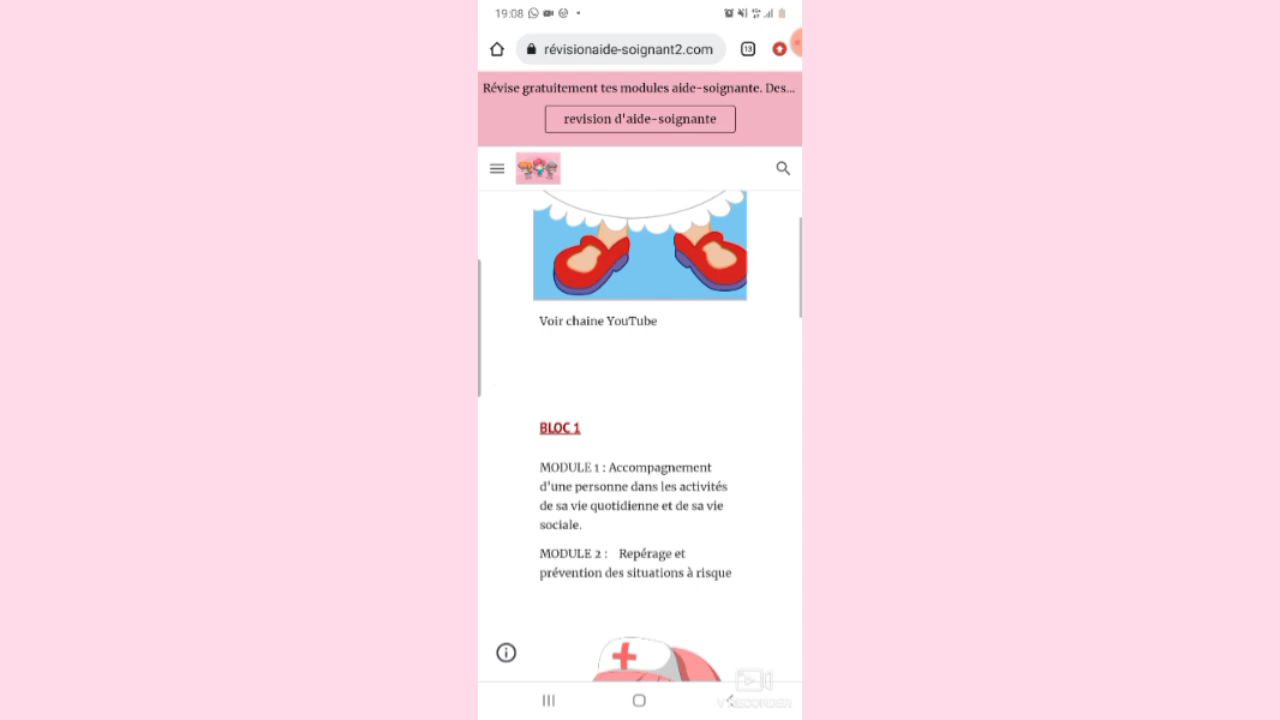 19:08
révisionaide-soignant2.com
13
Révise gratuitement tes modules aide-soignante. Des...
revision d'aide-soignante
Voir chaine YouTube
BLOC 1
MODULE 1 : Accompagnement
d'une personne dans les activités
de sa vie quotidienne et de sa vie
sociale.
MODULE 2 : Repérage et
prévention des situations à risque
V RECORDER